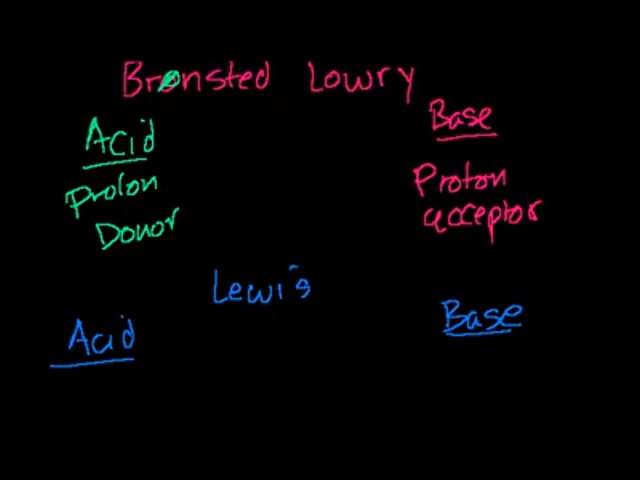 Bronsted Lowry
Acid
Base
Proton
Donor
Proton
acceptor
Lewis
Acid
Base